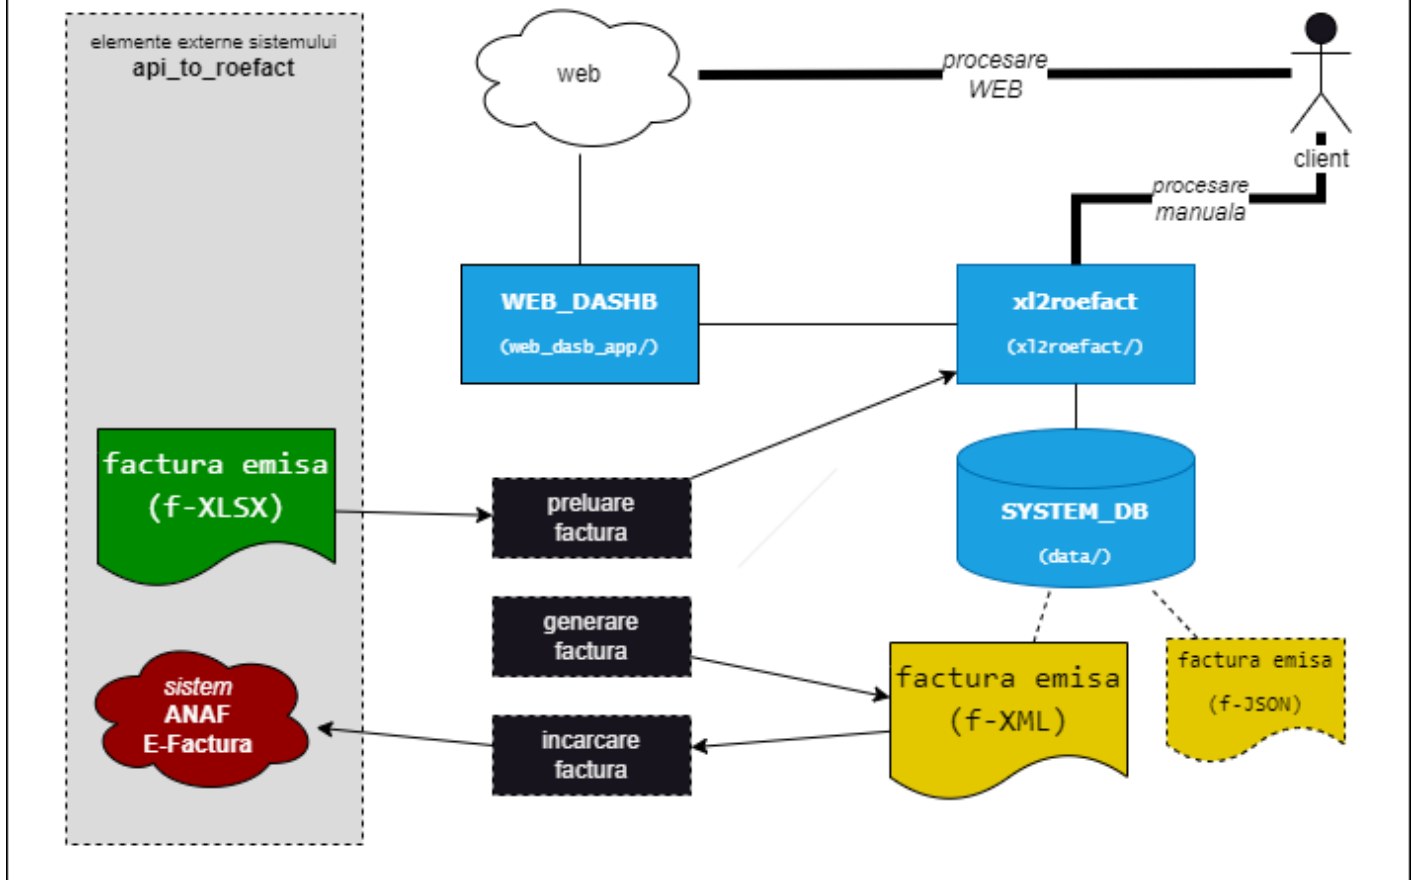 elemente externe sistemului
api_to_roefact
web
procesare
WEB
client
procesare
manuala
WEB_DASHB
(web_dasb_app/)
xl2roefact
(xl2roefact/)
factura emisa
(f-XLSX)
preluare
factura
SYSTEM_DB
(data/)
generare
factura
factura emisa
(f-XML)
factura emisa
(f-JSON)
sistem
ANAF
E-Factura
incarcare
factura